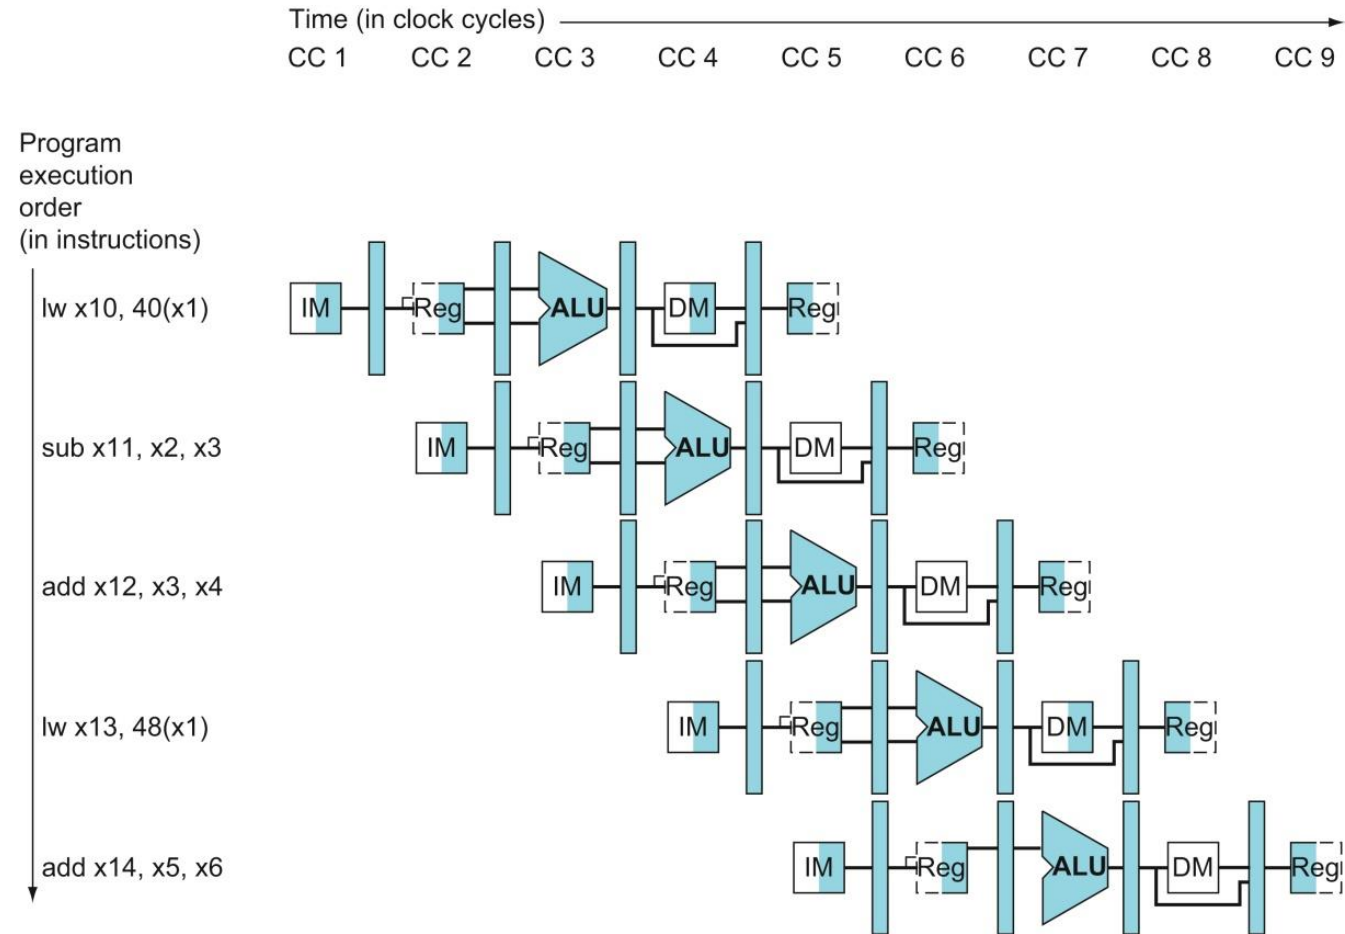 Time (in clock cycles)
CC 1 CC 2 CC 3 CC 4 CC 5 CC 6 CC 7 CC 8 CC 9
Program
execution
order
(in instructions)
lw x10, 40(x1) IM Reg ALU DM Reg
sub x11, x2, x3 IM Reg ALU DM Reg
add x12, x3, x4 IM Reg ALU DM Reg
lw x13, 48(x1) IM Reg ALU DM Reg
add x14, x5, x6 IM Reg ALU DM Reg